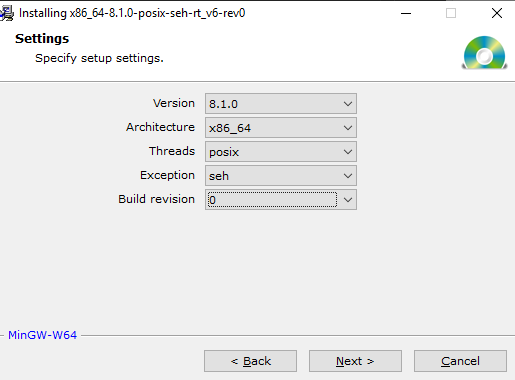 Installing x86_64-8.1.0-posix-seh-rt_v6-rev0
Settings
Specify setup settings.
Version 8.1.0
Architecture x86_64
Threads posix
Exception seh
Build revision 0
MinGW-W64
< Back Next > Cancel